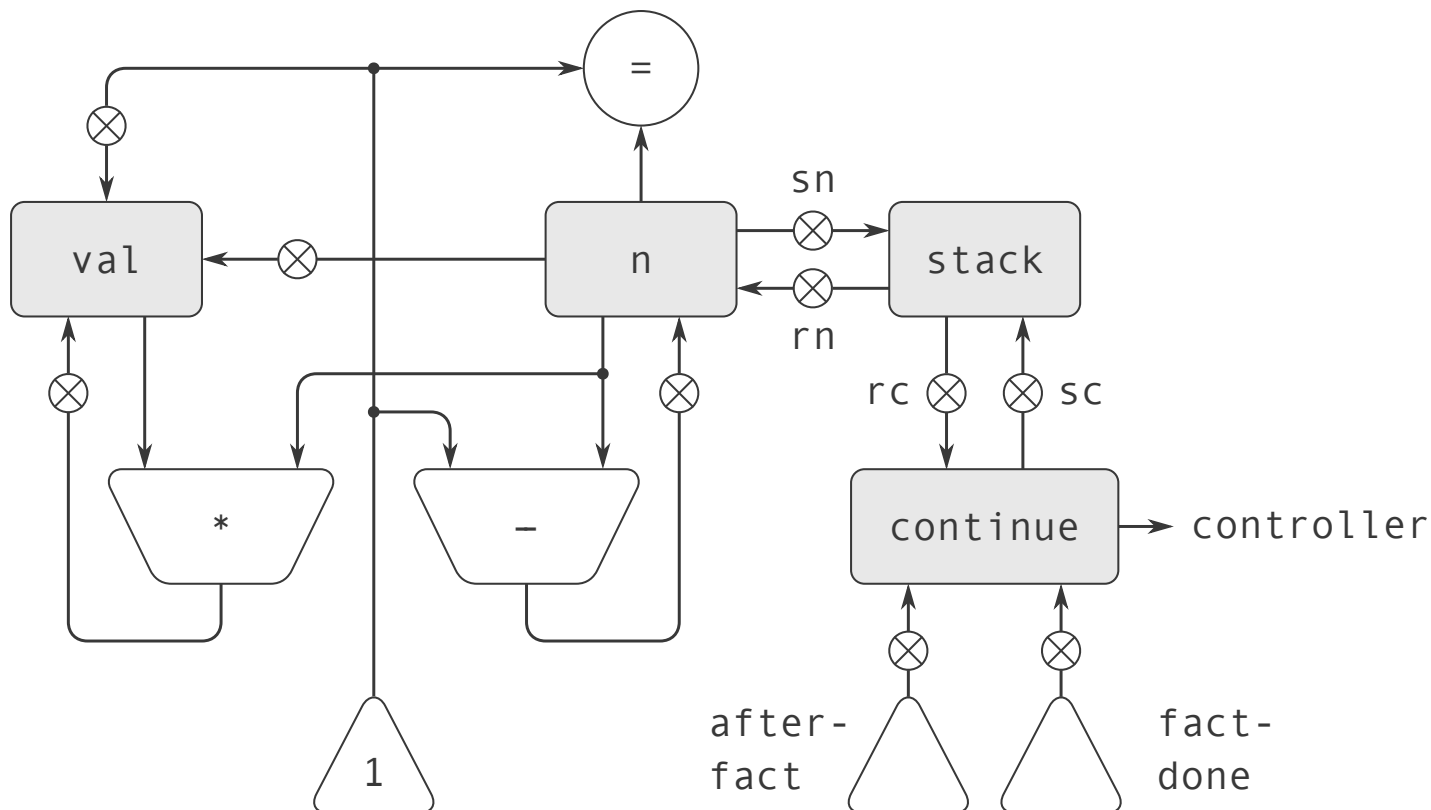 =
sn
val
n
stack
rn
rc
sc
*
−
continue
controller
after-
fact
fact-
done
1